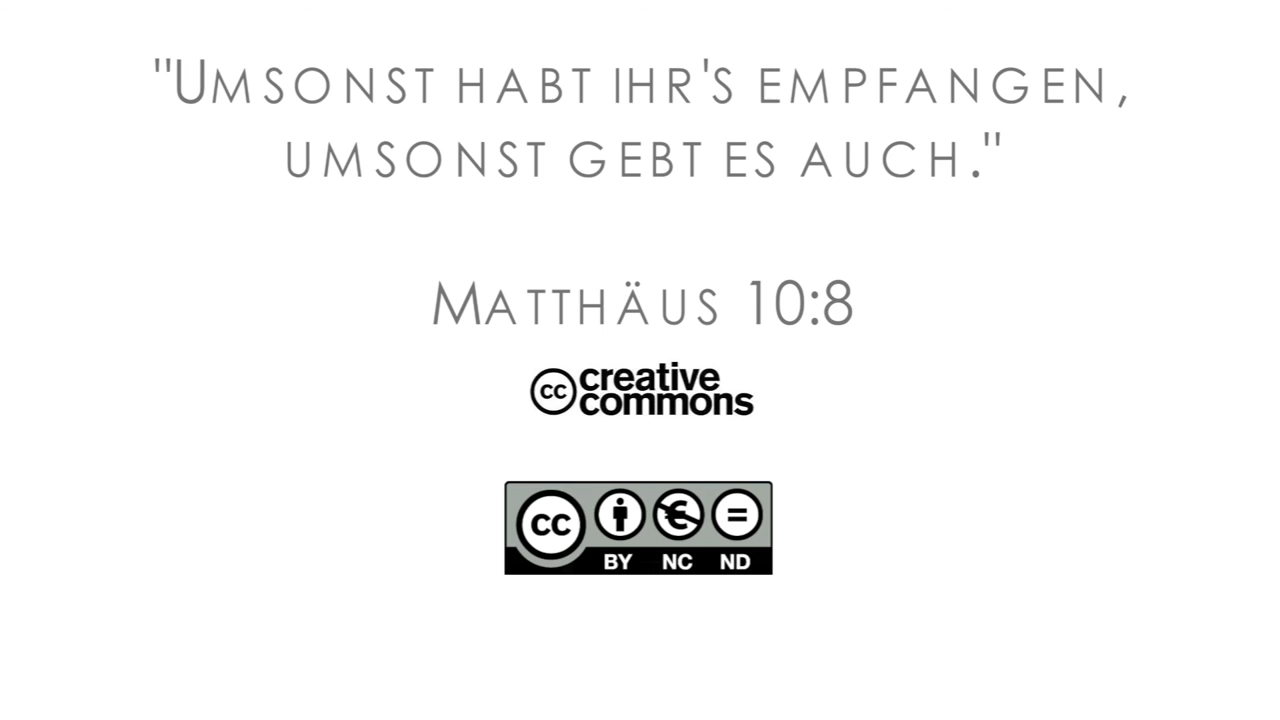 "Umsonst habt ihr's empfangen,
umsonst gebt es auch."
Matthäus 10:8
cc creative
commons
cc BY NC ND